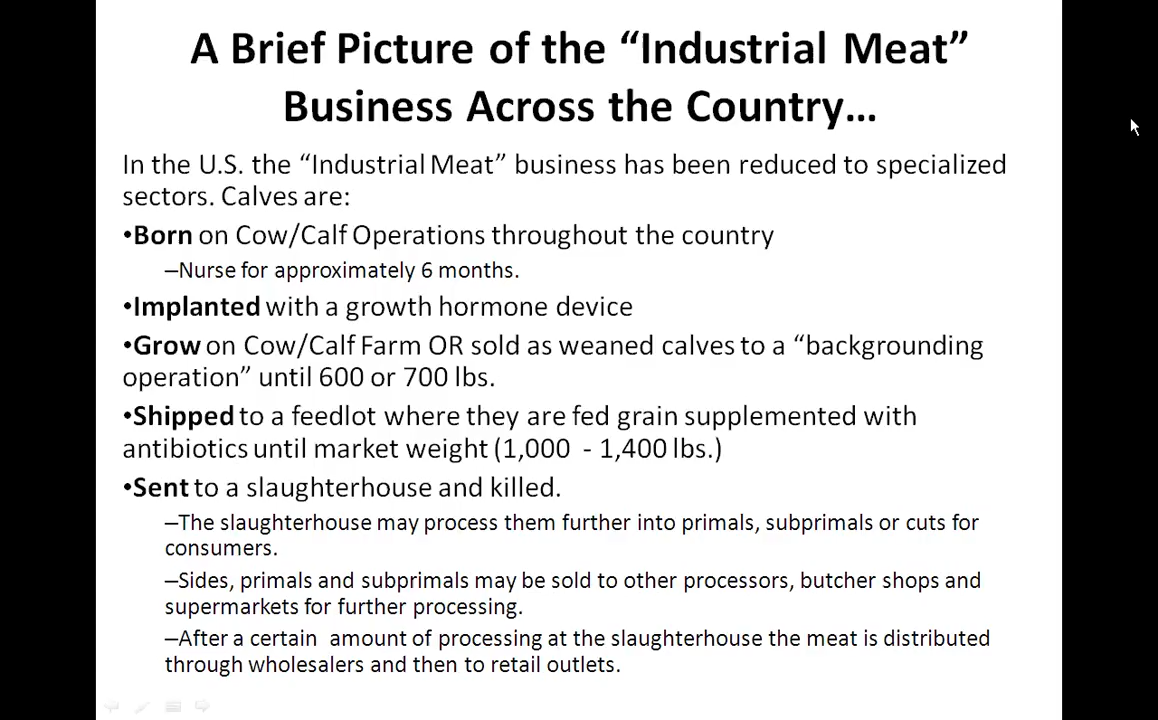 A Brief Picture of the “Industrial Meat”
Business Across the Country…
In the U.S. the “Industrial Meat” business has been reduced to specialized
sectors. Calves are:
•Born on Cow/Calf Operations throughout the country
–Nurse for approximately 6 months.
•Implanted with a growth hormone device
•Grow on Cow/Calf Farm OR sold as weaned calves to a “backgrounding
operation” until 600 or 700 lbs.
•Shipped to a feedlot where they are fed grain supplemented with
antibiotics until market weight (1,000  - 1,400 lbs.)
•Sent to a slaughterhouse and killed.
–The slaughterhouse may process them further into primals, subprimals or cuts for
consumers.
–Sides, primals and subprimals may be sold to other processors, butcher shops and
supermarkets for further processing.
–After a certain  amount of processing at the slaughterhouse the meat is distributed
through wholesalers and then to retail outlets.